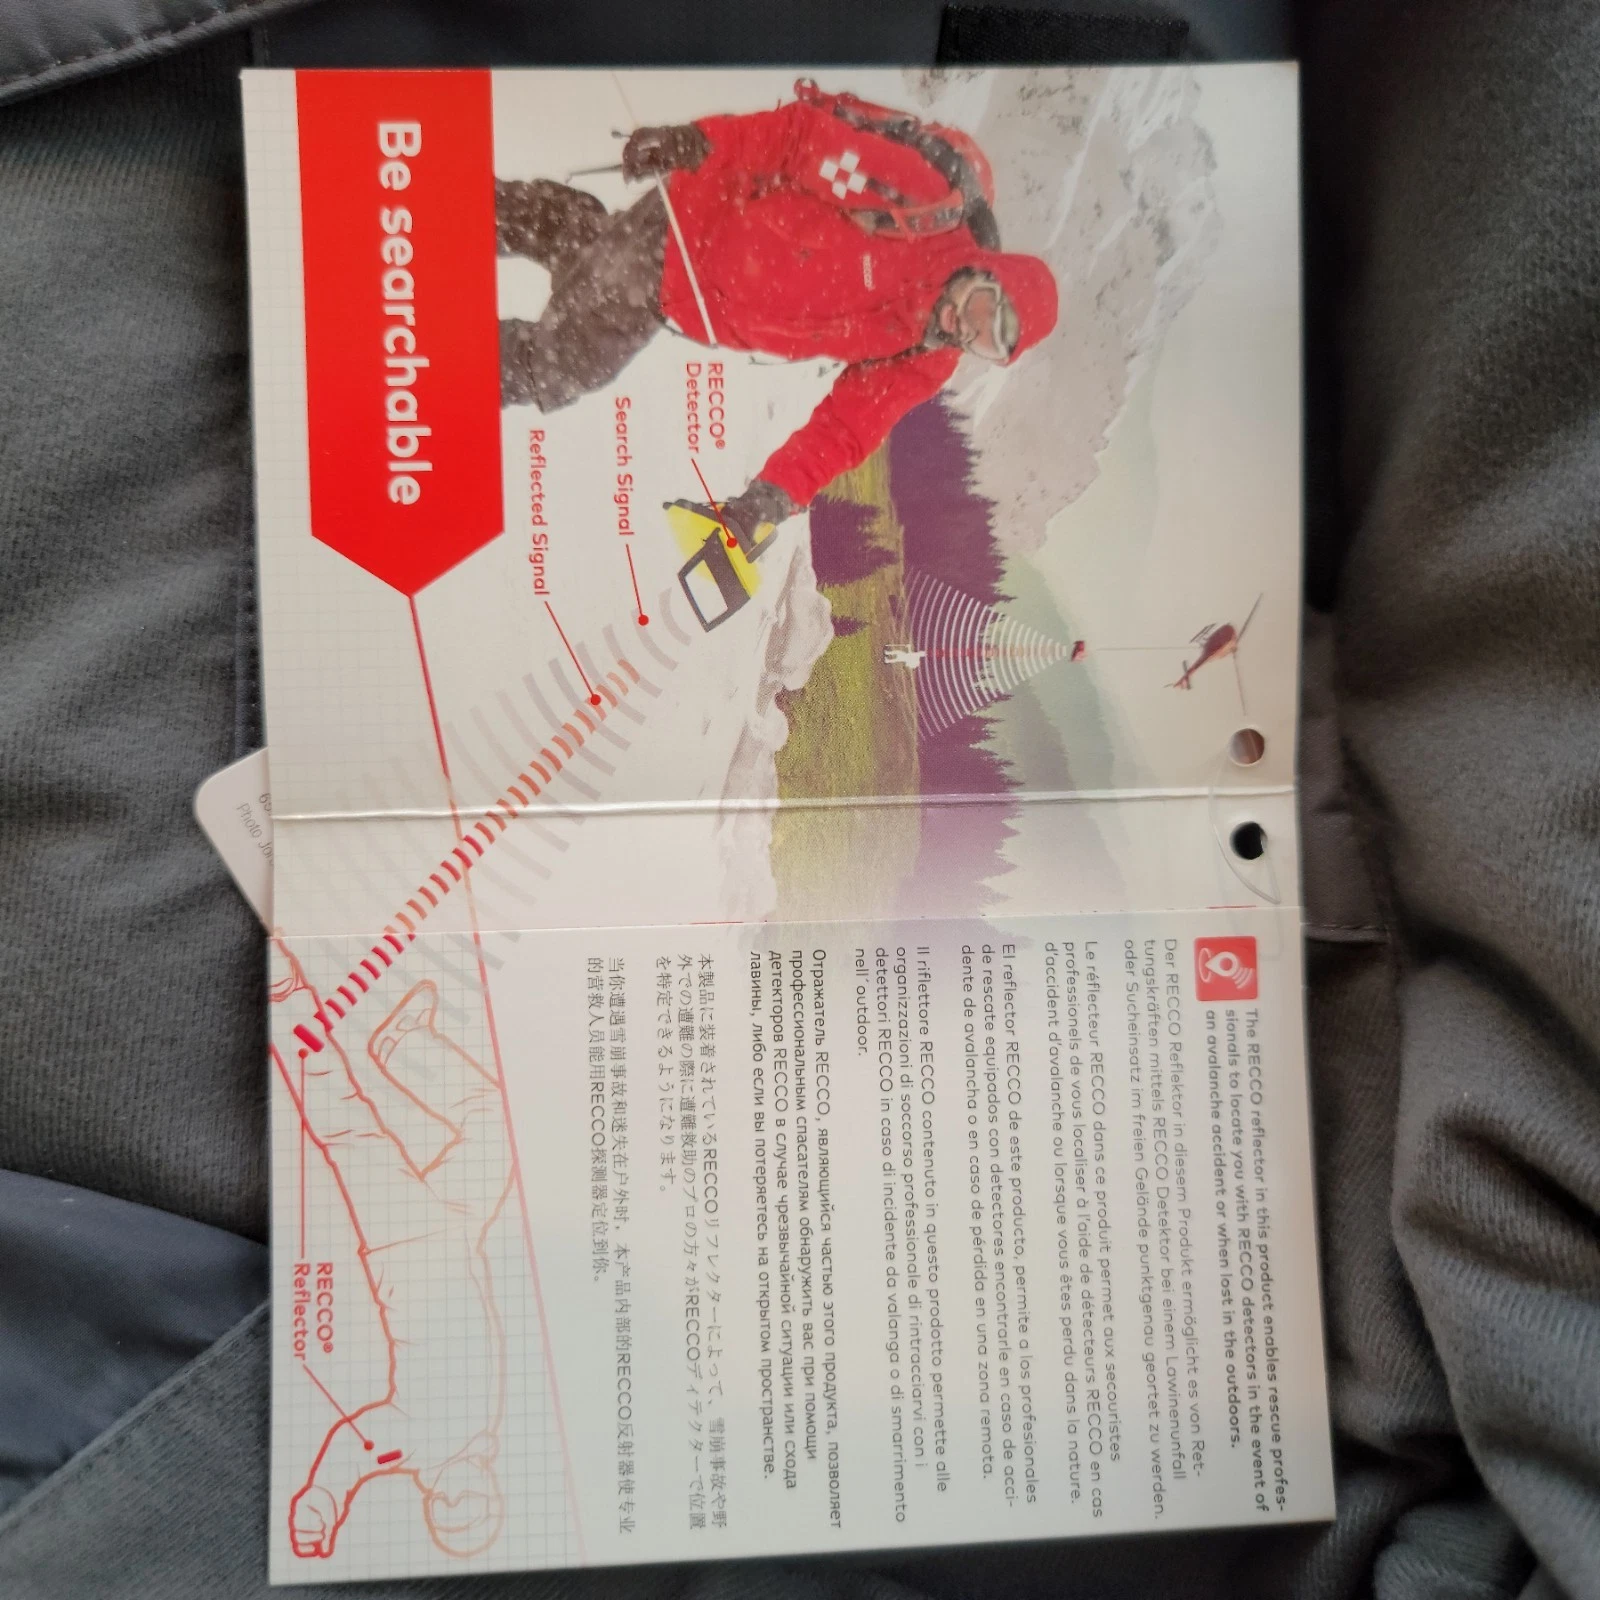 Be searchable
RECCO®
Detector
Search Signal
Reflected Signal
The RECCO reflector in this product enables rescue profes-
sionals to locate you with RECCO detectors in the event of
an avalanche accident or when lost in the outdoors.
Der RECCO Reflektor in diesem Produkt ermöglicht es von Ret-
tungskräften mittels RECCO Detektor bei einem Lawinenunfall
oder Sucheinsatz im freien Gelände punktgenau geortet zu werden.
Le réflecteur RECCO dans ce produit permet aux secouristes
professionels de vous localiser à l'aide de détecteurs RECCO en cas
d'accident d'avalanche ou lorsque vous êtes perdu dans la nature.
El reflector RECCO de este producto, permite a los profesionales
de rescate equipados con detectores encontrarle en caso de acci-
dente de avalancha o en caso de pérdida en una zona remota.
Il riflettore RECCO contenuto in questo prodotto permette alle
organizzazioni di soccorso professionale di rintracciarvi con i
detettori RECCO in caso di incidente da valanga o di smarrimento
nell'outdoor.
Отражатель RECCO, являющийся частью этого продукта, позволяет
профессиональным спасателям обнаружить вас при помощи
детекторов RECCO в случае чрезвычайной ситуации или схода
лавины, либо если вы потеряетесь на открытом пространстве.
本製品に装着されているRECCOリフレクターによって、雪崩事故や野
外での遭難の際に遭難救助のプロの方々がRECCOディテクターで位置
を特定できるようになります。
当你遭遇雪崩事故和迷失在户外时，本产品内部的RECCO反射器使专业
的营救人员能用RECCO探测器定位到你。
RECCO®
Reflector
Photo